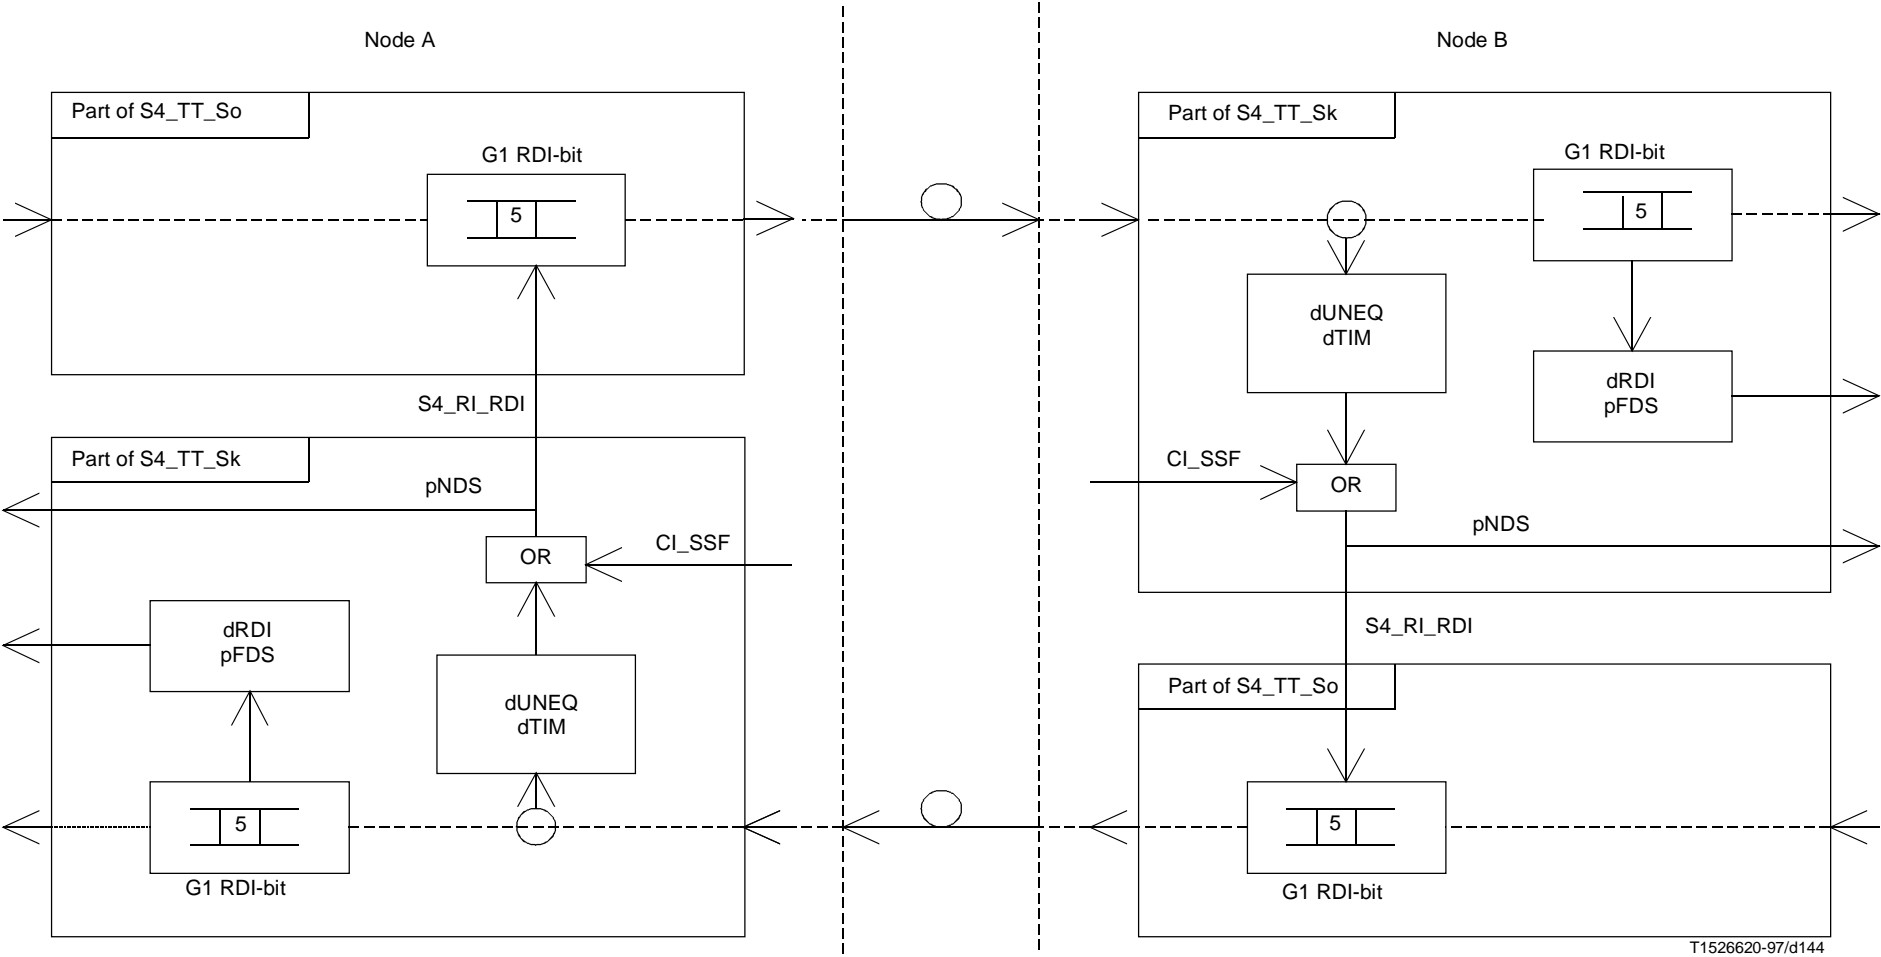 Node A
Node B
Part of S4_TT_So
G1 RDI-bit
5
S4_RI_RDI
Part of S4_TT_Sk
pNDS
OR
CI_SSF
dRDI
pFDS
dUNEQ
dTIM
5
G1 RDI-bit
Part of S4_TT_Sk
G1 RDI-bit
5
dUNEQ
dTIM
dRDI
pFDS
CI_SSF
OR
pNDS
S4_RI_RDI
Part of S4_TT_So
5
G1 RDI-bit
T1526620-97/d144